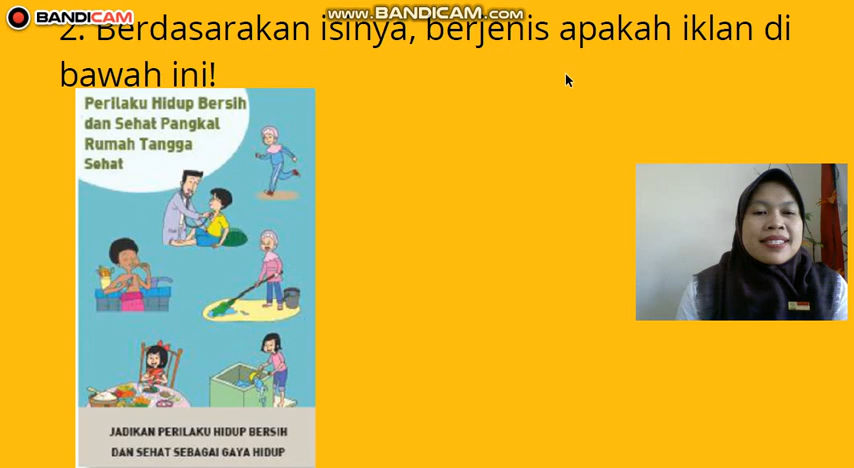 BANDICAM
www.BANDICAM.com
2. Berdasarakan isinya, berjenis apakah iklan di
bawah ini!
Perilaku Hidup Bersih
dan Sehat Pangkal
Rumah Tangga
Sehat
JADIKAN PERILAKU HIDUP BERSIH
DAN SEHAT SEBAGAI GAYA HIDUP